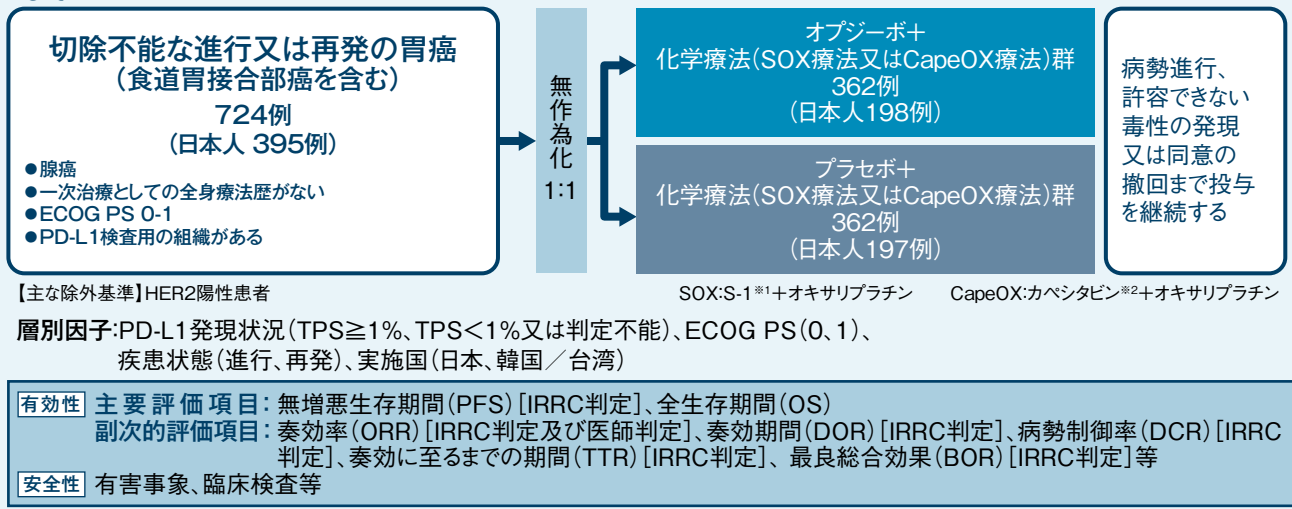 切除不能な進行又は再発の胃癌
(食道胃接合部癌を含む)
724例
(日本人 395例)
●腺癌
●一次治療としての全身療法歴がない
●ECOG PS 0-1
●PD-L1検査用の組織がある
無作為化
1:1
オプジーボ+
化学療法(SOX療法又はCapeOX療法)群
362例
(日本人198例)
プラセボ+
化学療法(SOX療法又はCapeOX療法)群
362例
(日本人197例)
病勢進行、
許容できない
毒性の発現
又は同意の
撤回まで投与
を継続する
【主な除外基準】HER2陽性患者
SOX:S-1※1+オキサリプラチン CapeOX:カペシタビン※2+オキサリプラチン
層別因子:PD-L1発現状況(TPS≧1%、TPS<1%又は判定不能)、ECOG PS(0、1)、
疾患状態(進行、再発)、実施国(日本、韓国/台湾)
有効性 主要評価項目:無増悪生存期間(PFS)[IRRC判定]、全生存期間(OS)
副次的評価項目:奏効率(ORR)[IRRC判定及び医師判定]、奏効期間(DOR)[IRRC判定]、病勢制御率(DCR)[IRRC
判定]、奏効に至るまでの期間(TTR)[IRRC判定]、最良総合効果(BOR)[IRRC判定]等
安全性 有害事象、臨床検査等